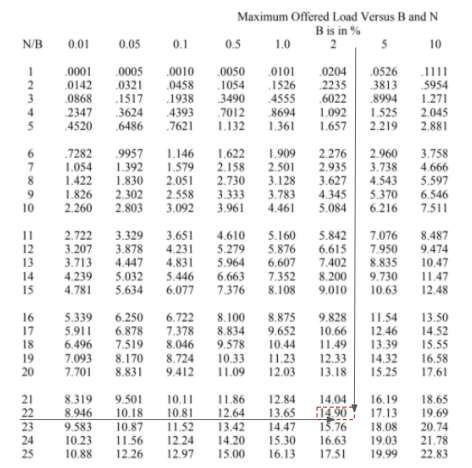 Maximum Offered Load Versus B and N
B is in %
N/B 0.01 0.05 0.1 0.5 1.0 2 5 10
1 .0001 .0005 .0010 .0050 .0101 .0204 .0526 .1111
2 .0142 .0321 .0458 .1054 .1526 .2235 .3813 .5954
3 .0868 .1517 .1938 .3490 .4555 .6022 .8994 1.271
4 .2347 .3624 .4393 .7012 .8694 1.092 1.525 2.045
5 .4520 .6486 .7621 1.132 1.361 1.657 2.219 2.881
6 .7282 .9957 1.146 1.622 1.909 2.276 2.960 3.758
7 1.054 1.392 1.579 2.158 2.501 2.935 3.738 4.666
8 1.422 1.830 2.051 2.730 3.128 3.627 4.543 5.597
9 1.826 2.302 2.558 3.333 3.783 4.345 5.370 6.546
10 2.260 2.803 3.092 3.961 4.461 5.084 6.216 7.511
11 2.722 3.329 3.651 4.610 5.160 5.842 7.076 8.487
12 3.207 3.878 4.231 5.279 5.876 6.615 7.950 9.474
13 3.713 4.447 4.831 5.964 6.607 7.402 8.835 10.47
14 4.239 5.032 5.446 6.663 7.352 8.200 9.730 11.47
15 4.781 5.634 6.077 7.376 8.108 9.010 10.63 12.48
16 5.339 6.250 6.722 8.100 8.875 9.828 11.54 13.50
17 5.911 6.878 7.378 8.834 9.652 10.66 12.46 14.52
18 6.496 7.519 8.046 9.578 10.44 11.49 13.39 15.55
19 7.093 8.170 8.724 10.33 11.23 12.33 14.32 16.58
20 7.701 8.831 9.412 11.09 12.03 13.18 15.25 17.61
21 8.319 9.501 10.11 11.86 12.84 14.04 16.19 18.65
22 8.946 10.18 10.81 12.64 13.65 14.90 17.13 19.69
23 9.583 10.87 11.52 13.42 14.47 15.76 18.08 20.74
24 10.23 11.56 12.24 14.20 15.30 16.63 19.03 21.78
25 10.88 12.26 12.97 15.00 16.13 17.51 19.99 22.83